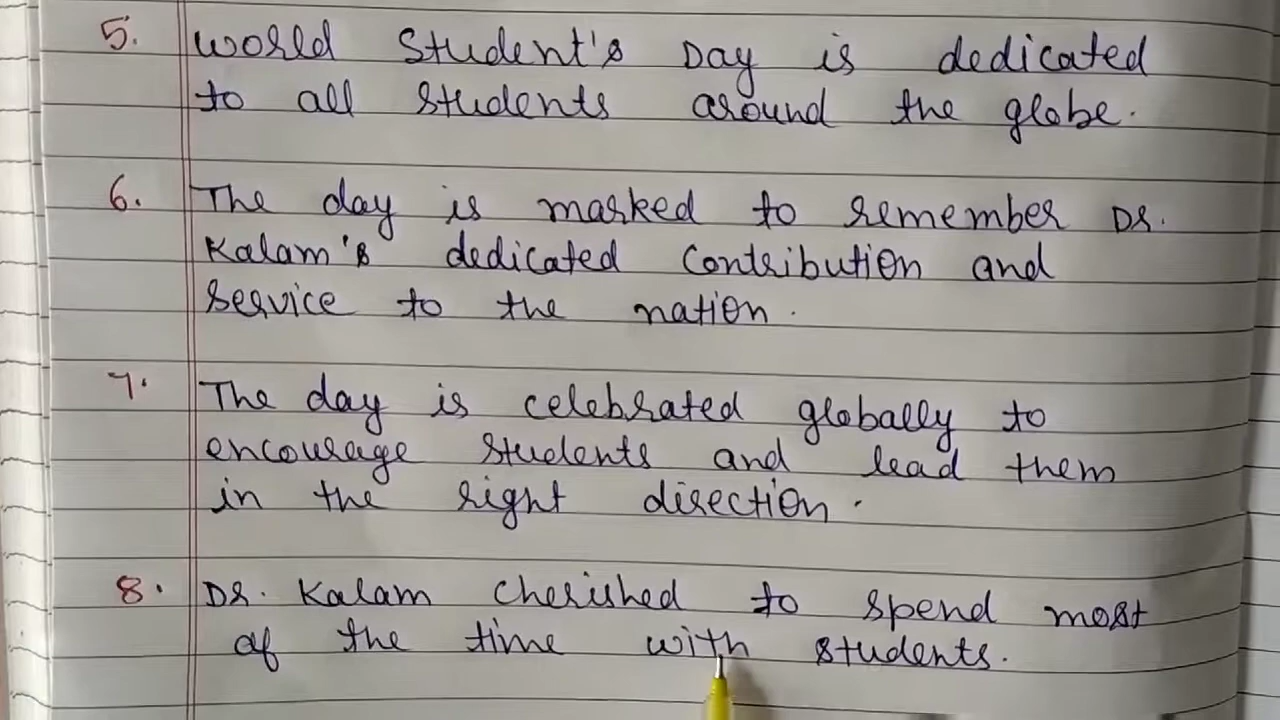 5. World Student's Day is dedicated
to all students around the globe.
6. The day is marked to remember Dr.
Kalam's dedicated contribution and
service to the nation.
7. The day is celebrated globally to
encourage students and lead them
in the right direction.
8. Dr. Kalam cherished to spend most
of the time with students.